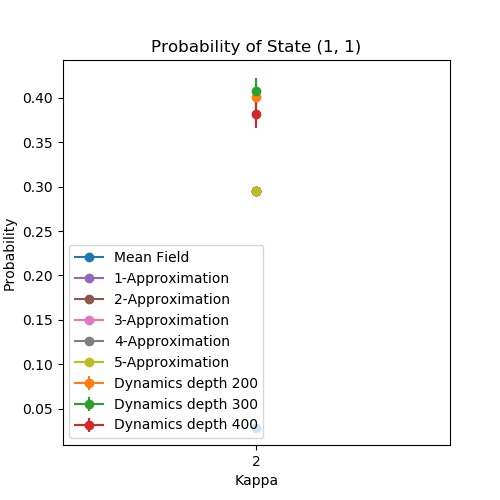 Probability of State (1, 1)
0.40
0.35
0.30
0.25
0.20
0.15
0.10
0.05
Probability
Mean Field
1-Approximation
2-Approximation
3-Approximation
4-Approximation
5-Approximation
Dynamics depth 200
Dynamics depth 300
Dynamics depth 400
2
Kappa